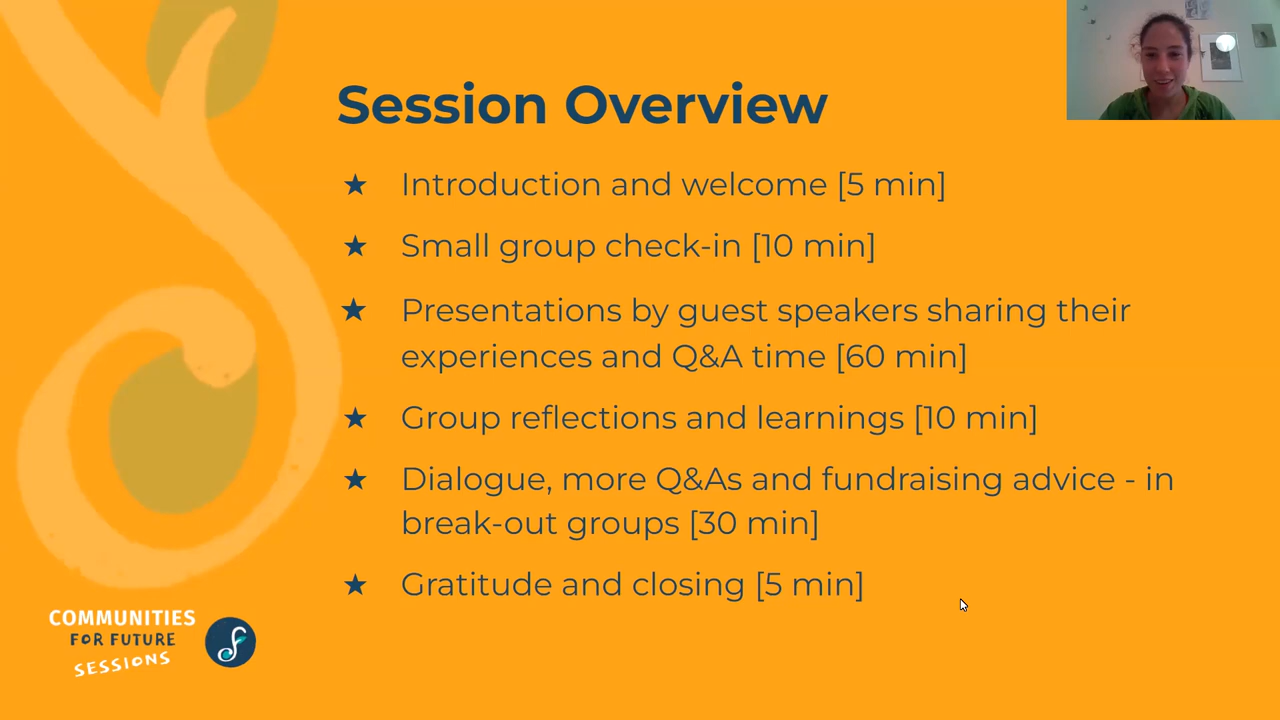 Session Overview
★ Introduction and welcome [5 min]
★ Small group check-in [10 min]
★ Presentations by guest speakers sharing their
experiences and Q&A time [60 min]
★ Group reflections and learnings [10 min]
★ Dialogue, more Q&As and fundraising advice - in
break-out groups [30 min]
★ Gratitude and closing [5 min]
COMMUNITIES
FOR FUTURE
SESSIONS